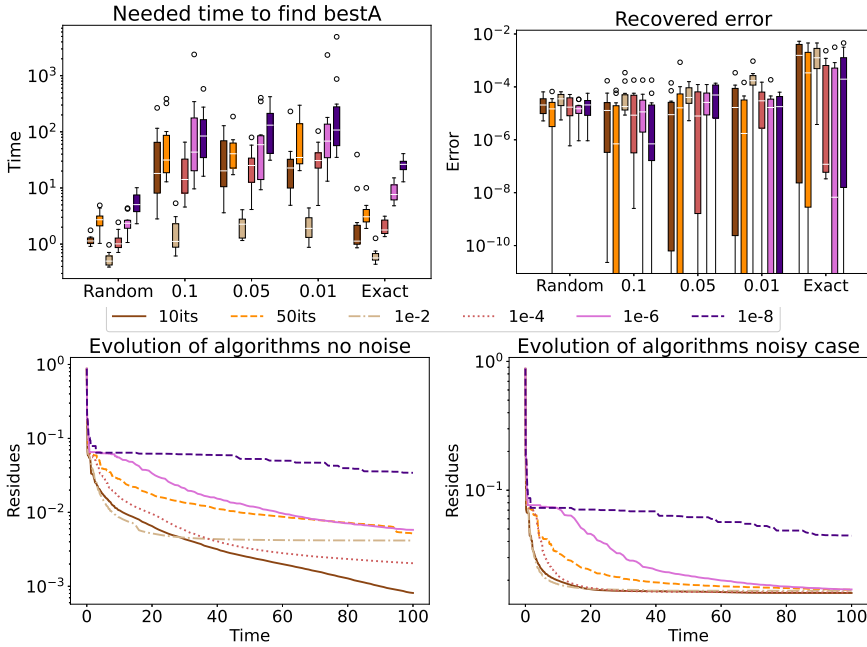 Needed time to find bestA
Time
10^3
10^2
10^1
10^0
Random 0.1 0.05 0.01 Exact
Recovered error
Error
10^−2
10^−4
10^−6
10^−8
10^−10
Random 0.1 0.05 0.01 Exact
10its 50its 1e-2 1e-4 1e-6 1e-8
Evolution of algorithms no noise
Residues
10^0
10^−1
10^−2
10^−3
0 20 40 60 80 100
Time
Evolution of algorithms noisy case
Residues
10^0
10^−1
0 20 40 60 80 100
Time